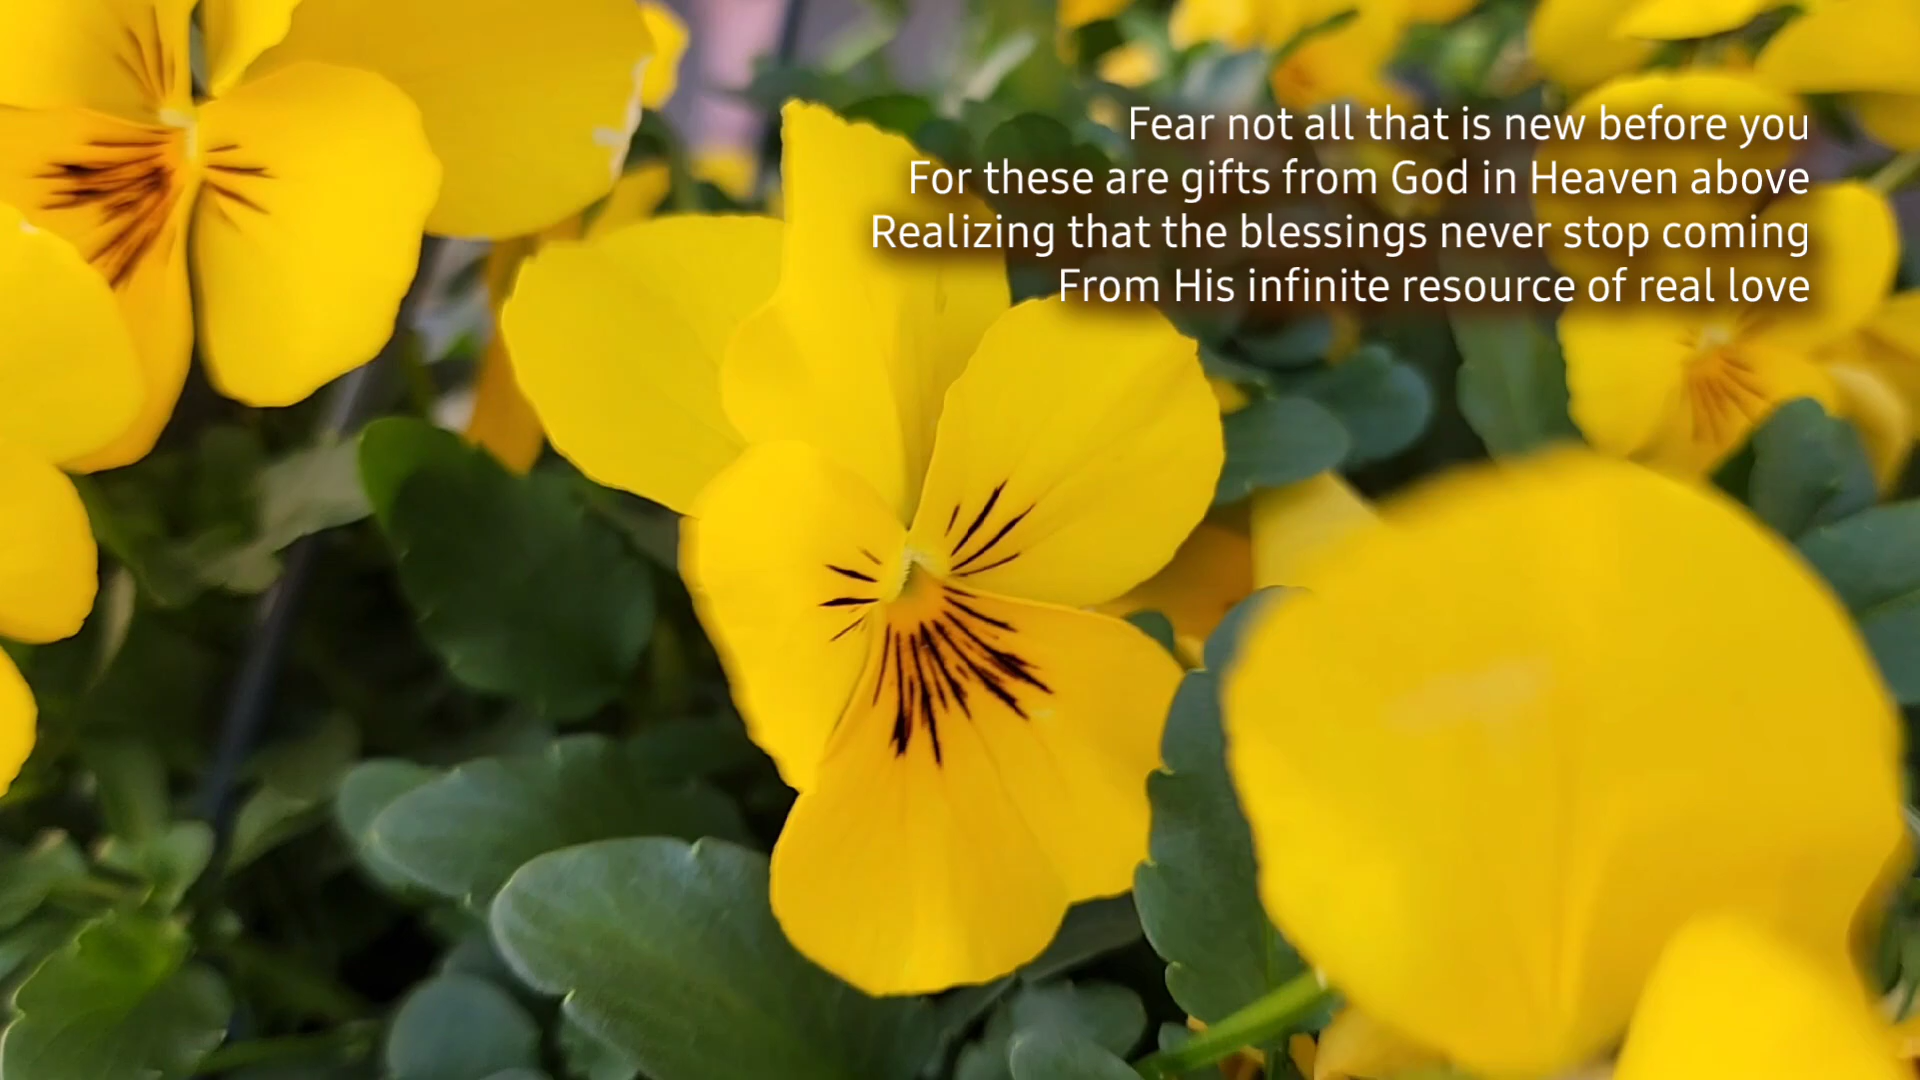 Fear not all that is new before you
For these are gifts from God in Heaven above
Realizing that the blessings never stop coming
From His infinite resource of real love